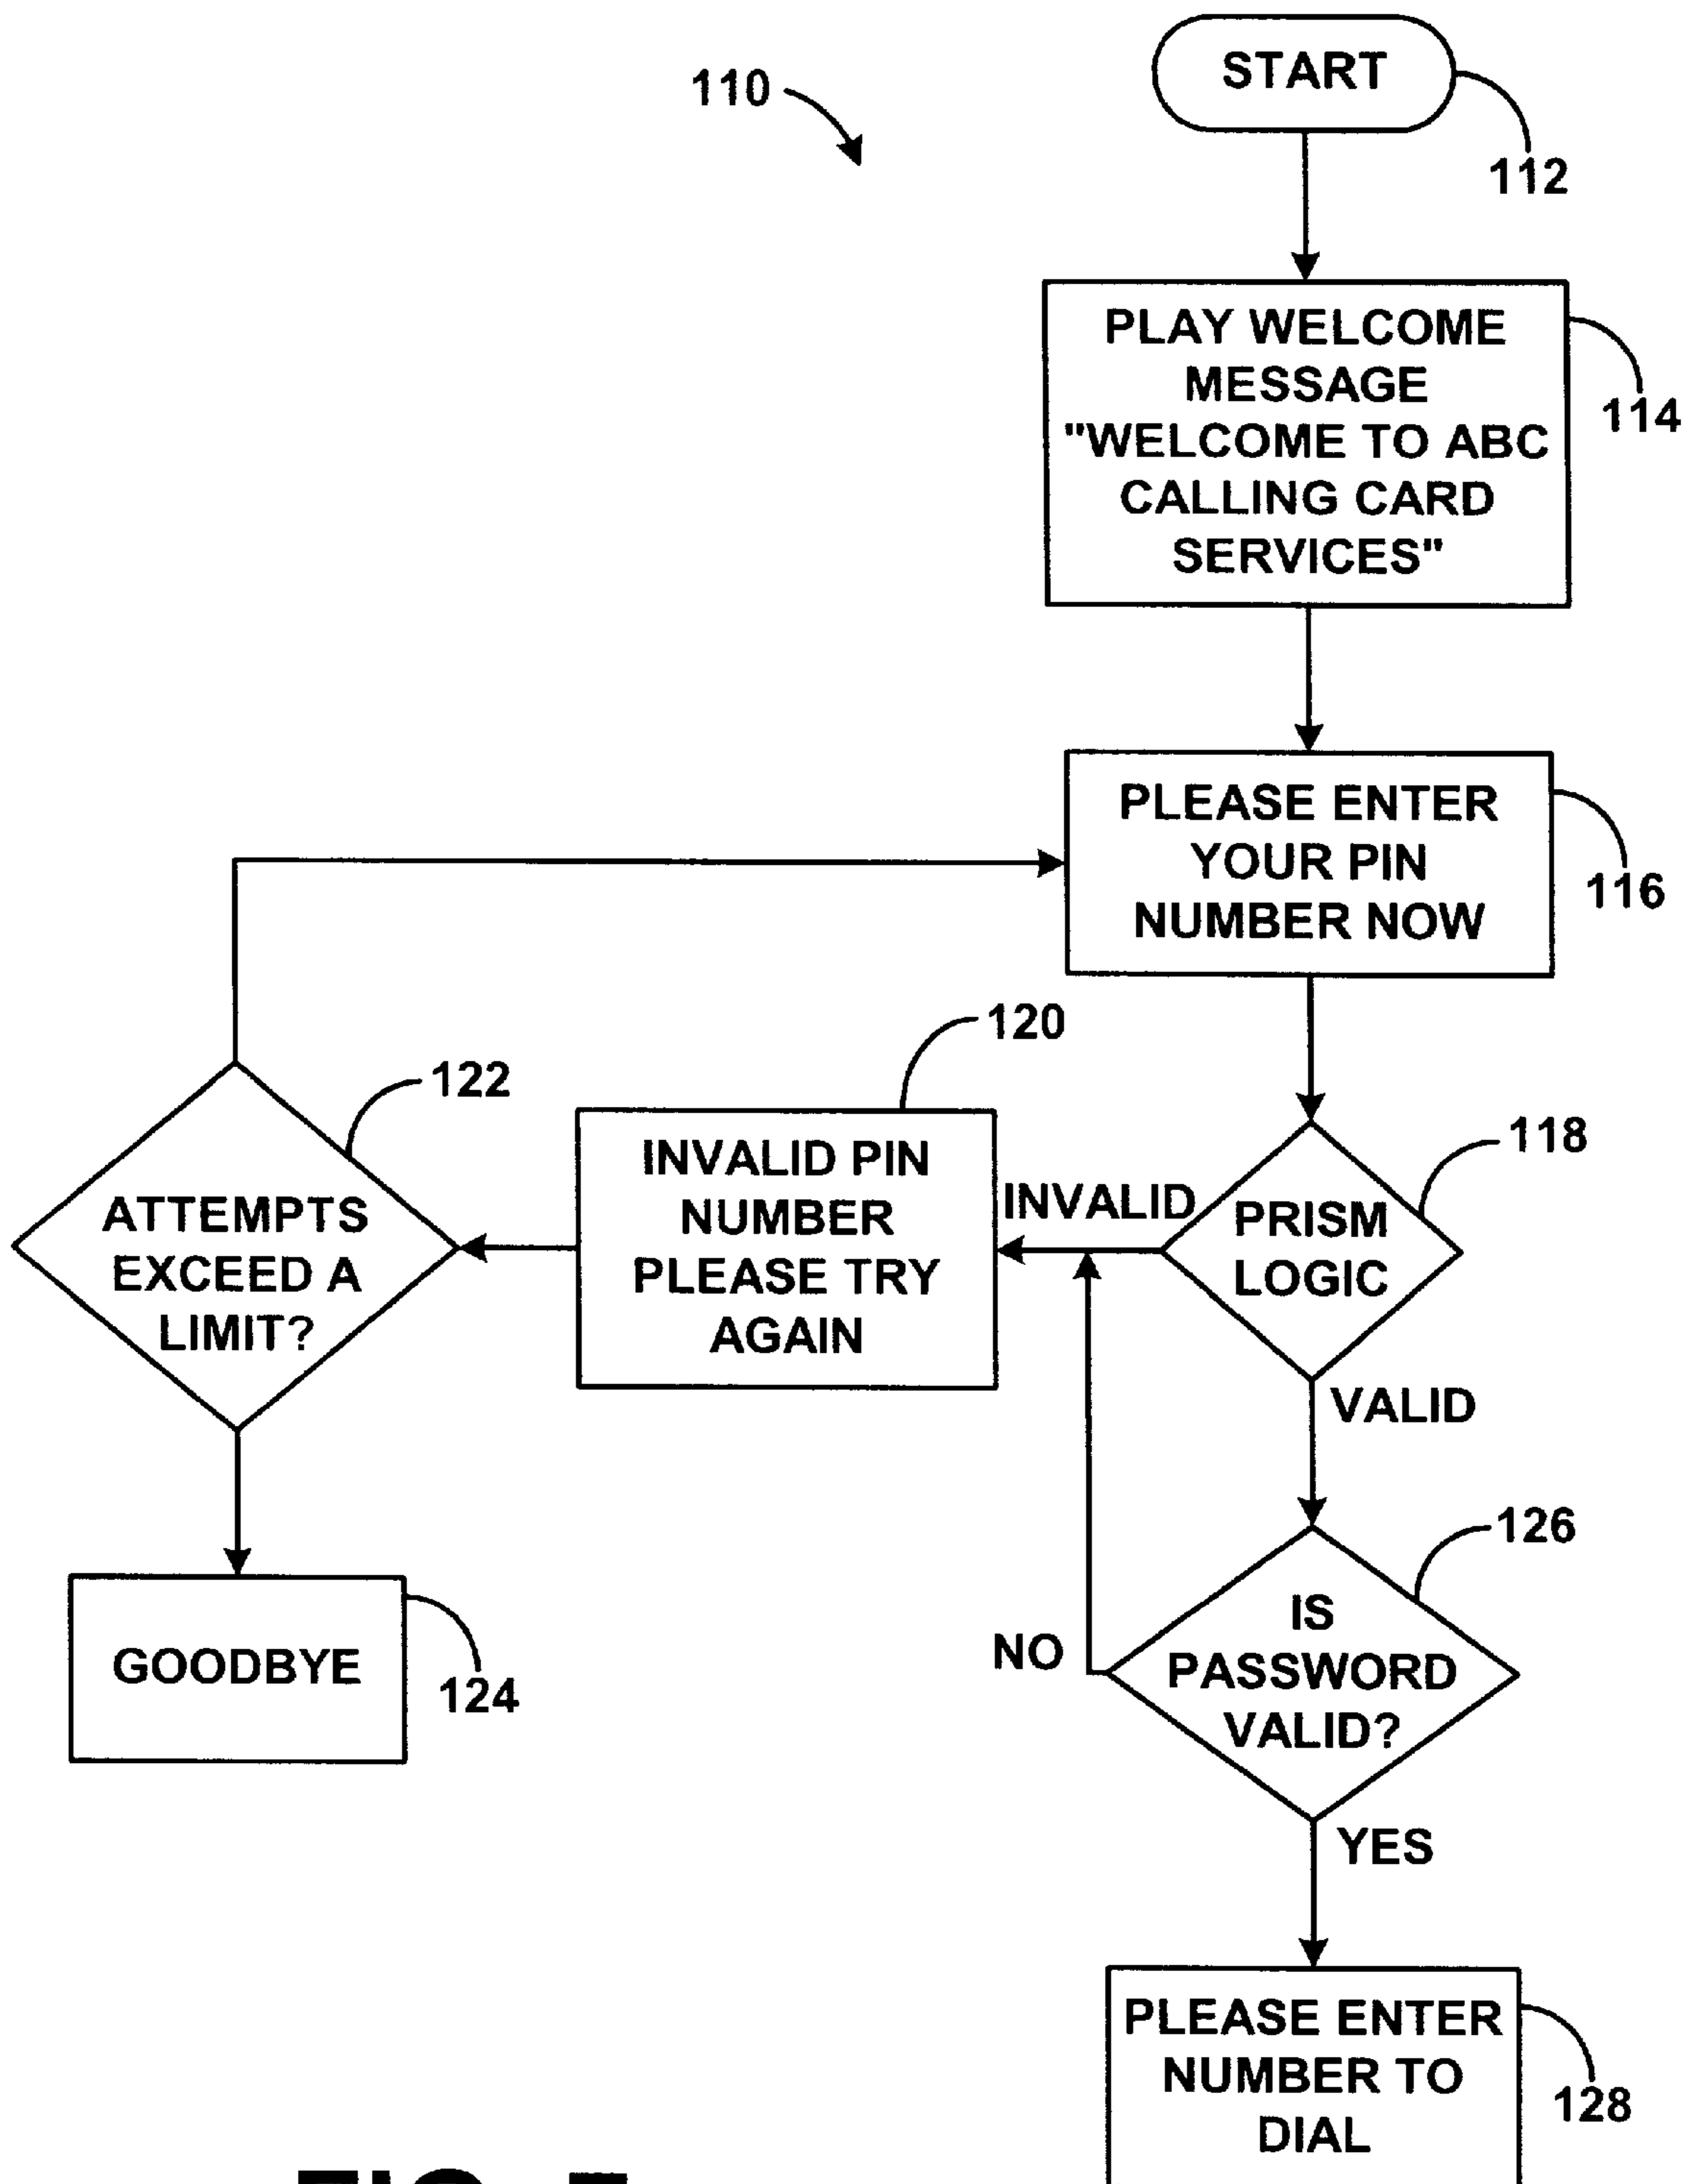 START
110
112
PLAY WELCOME
MESSAGE
"WELCOME TO ABC
CALLING CARD
SERVICES"
114
PLEASE ENTER
YOUR PIN
NUMBER NOW
116
120
122
118
ATTEMPTS
EXCEED A
LIMIT?
INVALID PIN
NUMBER
PLEASE TRY
AGAIN
INVALID
PRISM
LOGIC
VALID
126
GOODBYE
124
NO
IS
PASSWORD
VALID?
YES
PLEASE ENTER
NUMBER TO
DIAL
128